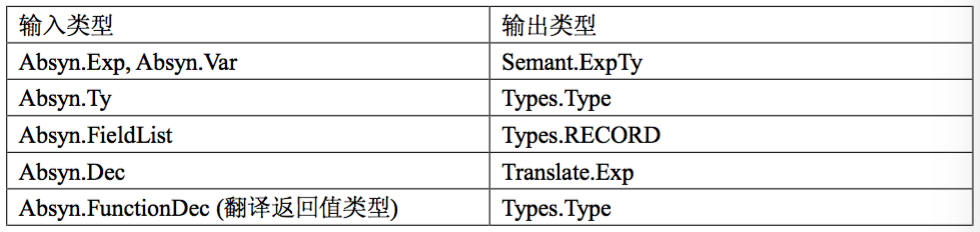 输入类型 输出类型
Absyn.Exp, Absyn.Var Semant.ExpTy
Absyn.Ty Types.Type
Absyn.FieldList Types.RECORD
Absyn.Dec Translate.Exp
Absyn.FunctionDec (翻译返回值类型) Types.Type